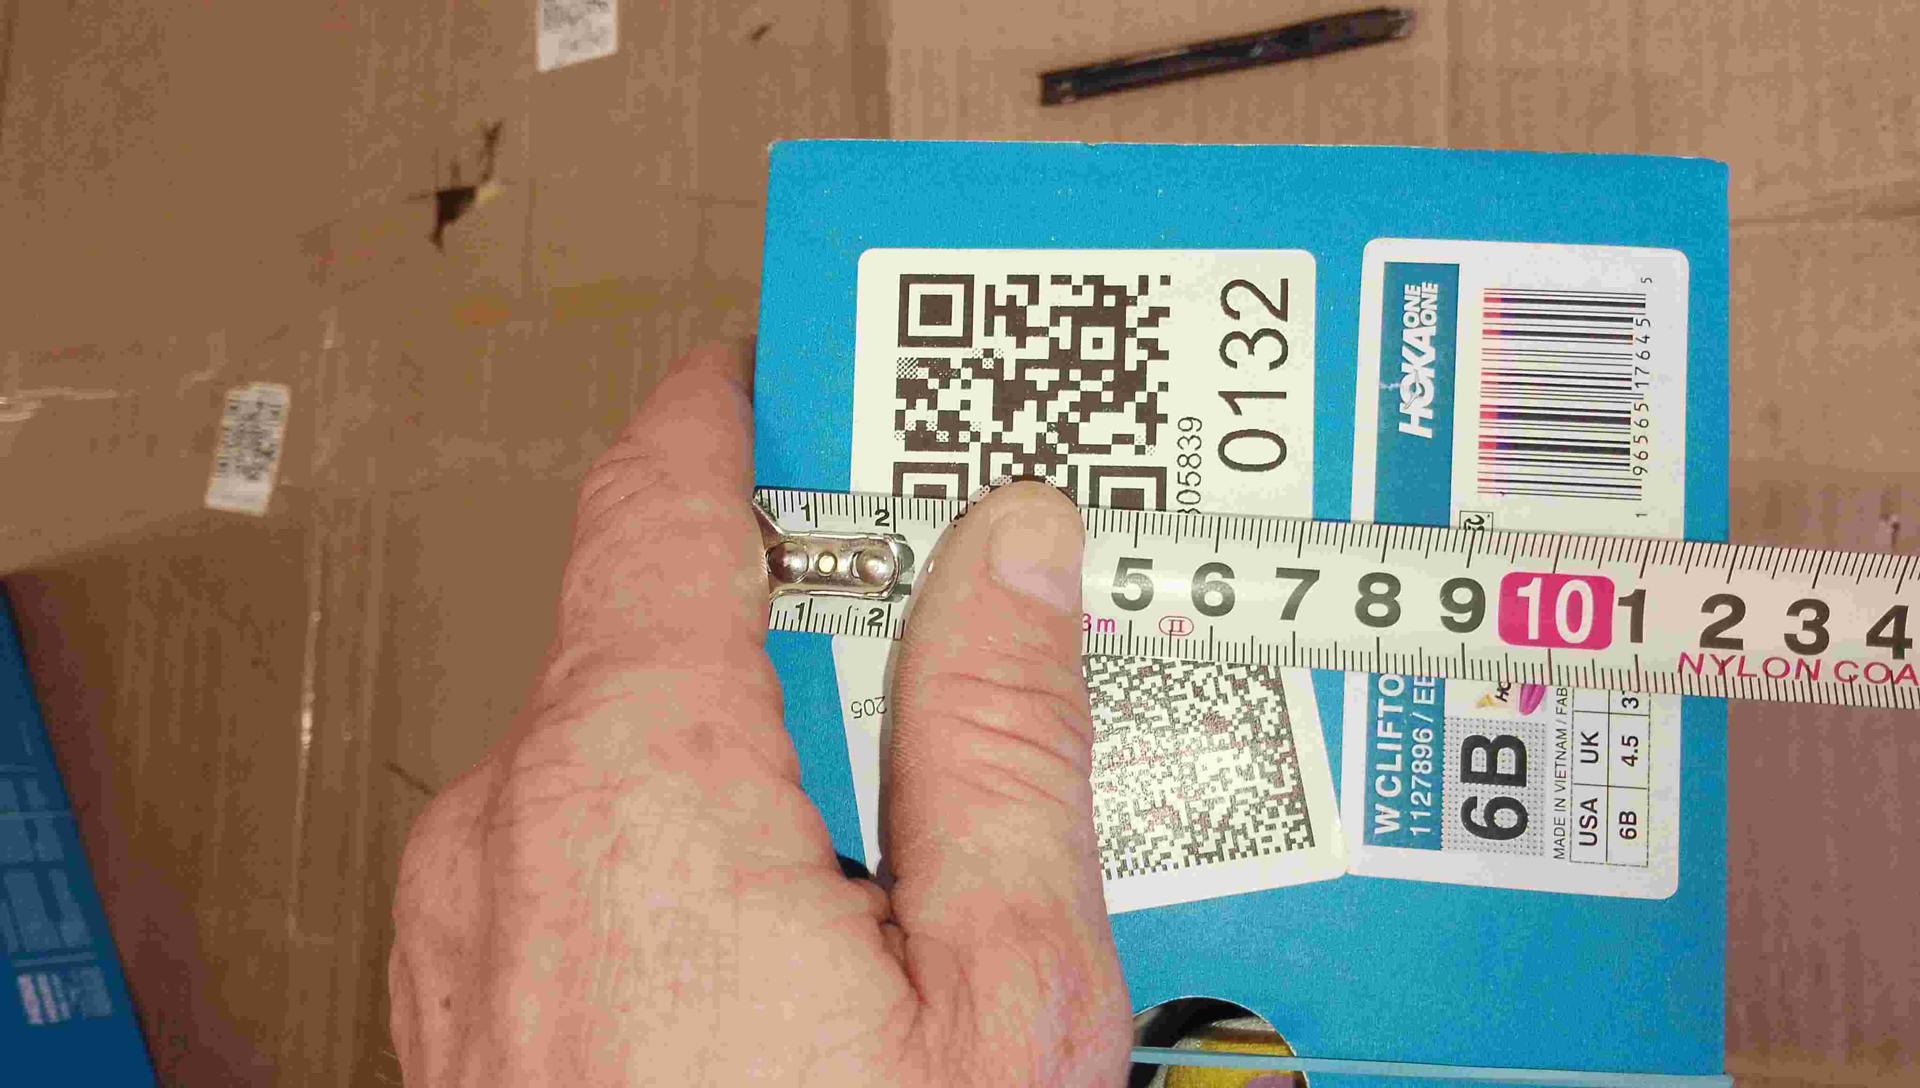 0132
305839
HOKA ONE ONE
1 96565 17645 5
W CLIFTO
1127896 / EE
6B
MADE IN VIETNAM / FAB
USA UK
6B 4.5 3
205
1 2 5 6 7 8 9 10 1 2 3 4
1 2
3m II
NYLON COA